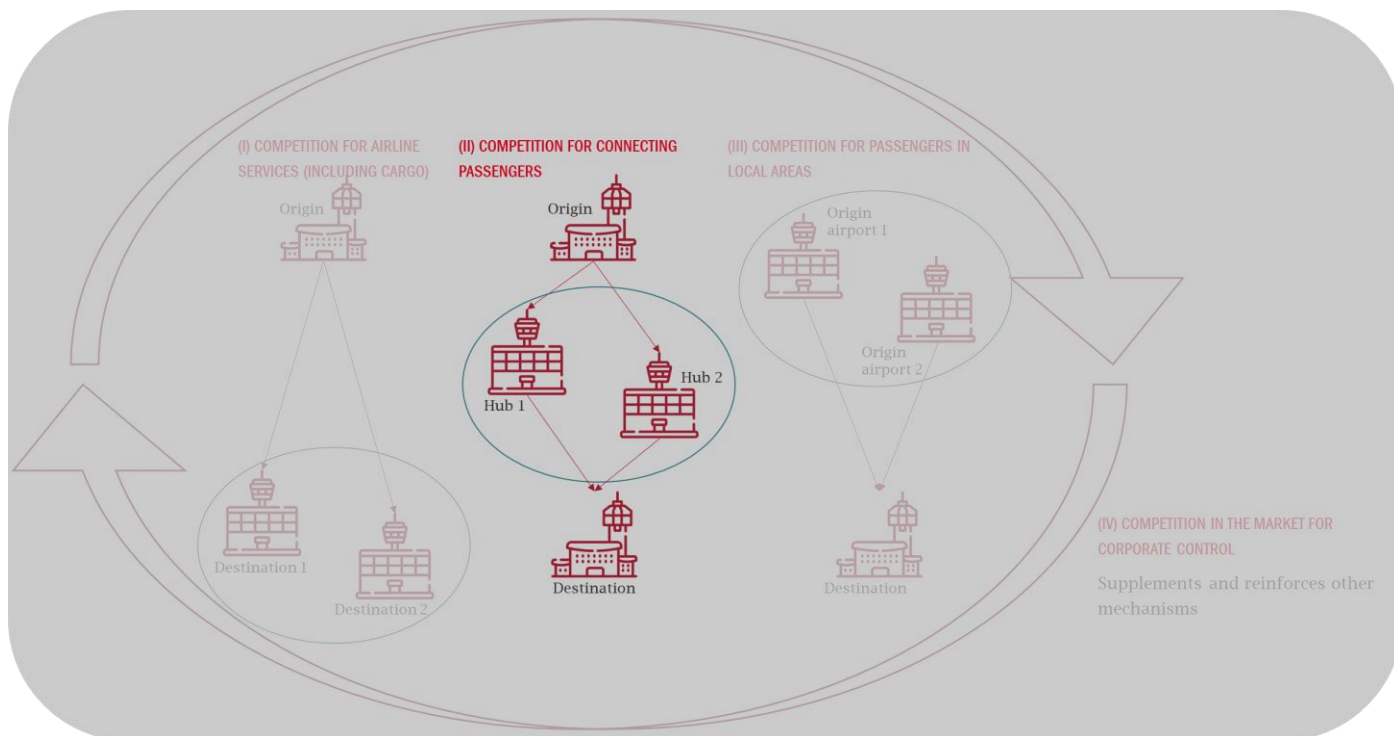 (I) COMPETITION FOR AIRLINE
SERVICES (INCLUDING CARGO)
Origin
Destination 1
Destination 2
(II) COMPETITION FOR CONNECTING
PASSENGERS
Origin
Hub 1
Hub 2
Destination
(III) COMPETITION FOR PASSENGERS IN
LOCAL AREAS
Origin
airport 1
Origin
airport 2
Destination
(IV) COMPETITION IN THE MARKET FOR
CORPORATE CONTROL
Supplements and reinforces other
mechanisms